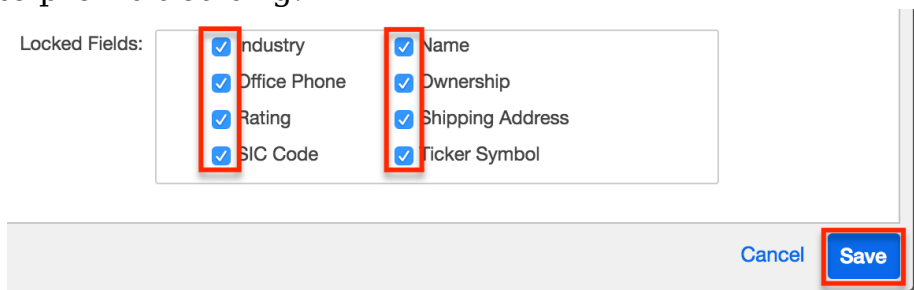 Locked Fields:
Industry
Name
Office Phone
Ownership
Rating
Shipping Address
SIC Code
Ticker Symbol
Cancel
Save